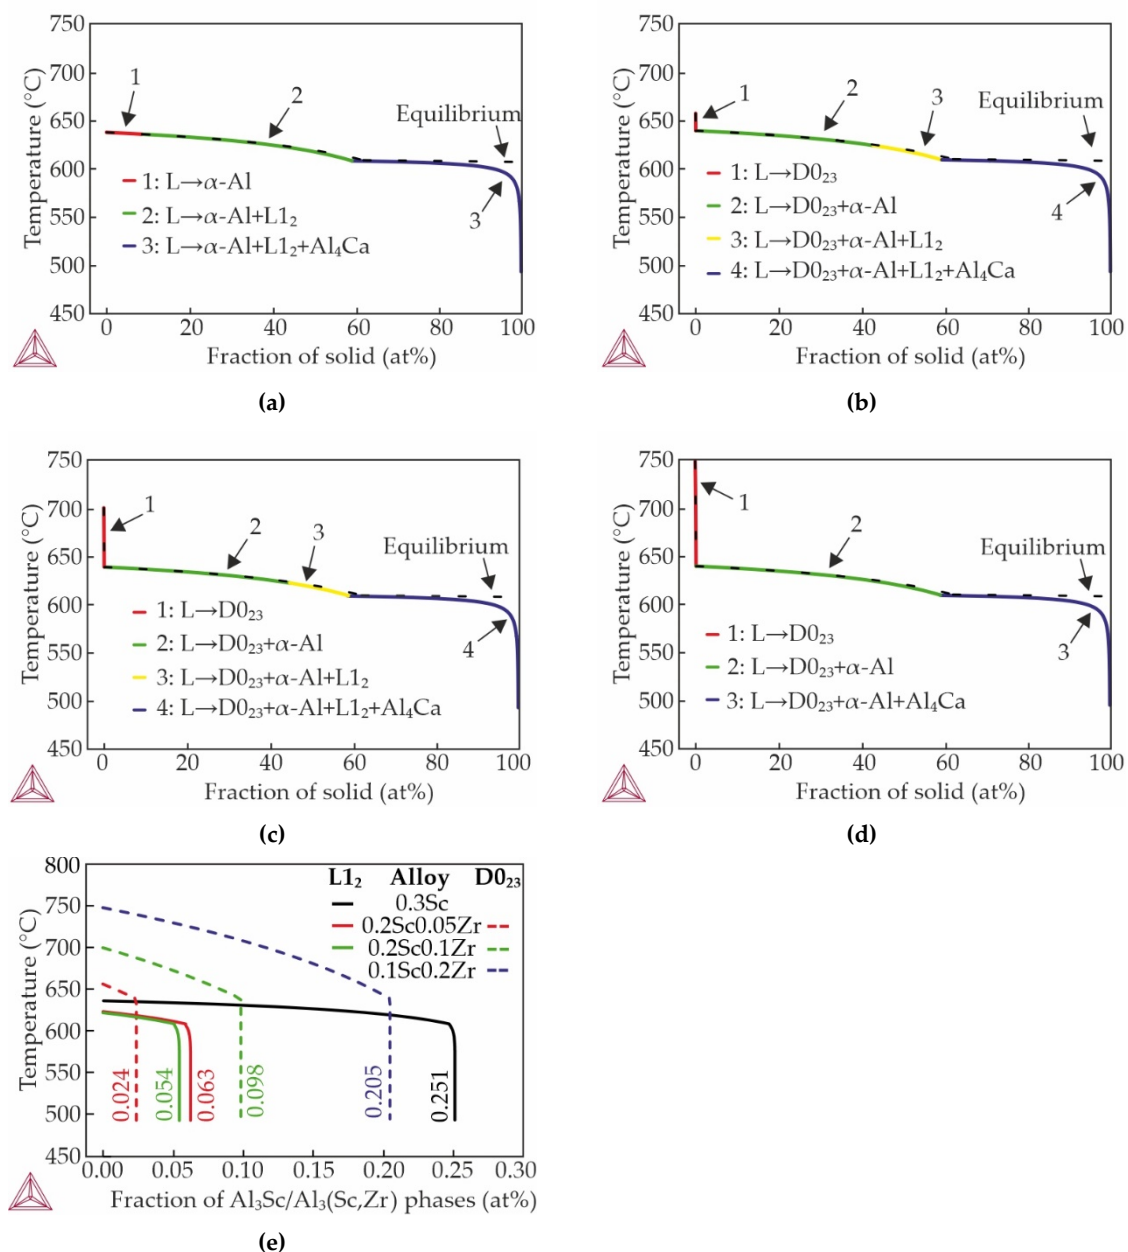 750
700
650
600
550
500
450
Temperature (°C)
1
2
Equilibrium
3
1: L→α-Al
2: L→α-Al+L1₂
3: L→α-Al+L1₂+Al₄Ca
0 20 40 60 80 100
Fraction of solid (at%)
(a)
750
700
650
600
550
500
450
Temperature (°C)
1
2
3
Equilibrium
4
1: L→D0₂₃
2: L→D0₂₃+α-Al
3: L→D0₂₃+α-Al+L1₂
4: L→D0₂₃+α-Al+L1₂+Al₄Ca
0 20 40 60 80 100
Fraction of solid (at%)
(b)
750
700
650
600
550
500
450
Temperature (°C)
1
2
3
Equilibrium
4
1: L→D0₂₃
2: L→D0₂₃+α-Al
3: L→D0₂₃+α-Al+L1₂
4: L→D0₂₃+α-Al+L1₂+Al₄Ca
0 20 40 60 80 100
Fraction of solid (at%)
(c)
750
700
650
600
550
500
450
Temperature (°C)
1
2
Equilibrium
3
1: L→D0₂₃
2: L→D0₂₃+α-Al
3: L→D0₂₃+α-Al+Al₄Ca
0 20 40 60 80 100
Fraction of solid (at%)
(d)
800
750
700
650
600
550
500
450
Temperature (°C)
L1₂ Alloy D0₂₃
0.3Sc
0.2Sc0.05Zr
0.2Sc0.1Zr
0.1Sc0.2Zr
0.024
0.054
0.063
0.098
0.205
0.251
0.00 0.05 0.10 0.15 0.20 0.25 0.30
Fraction of Al₃Sc/Al₃(Sc,Zr) phases (at%)
(e)